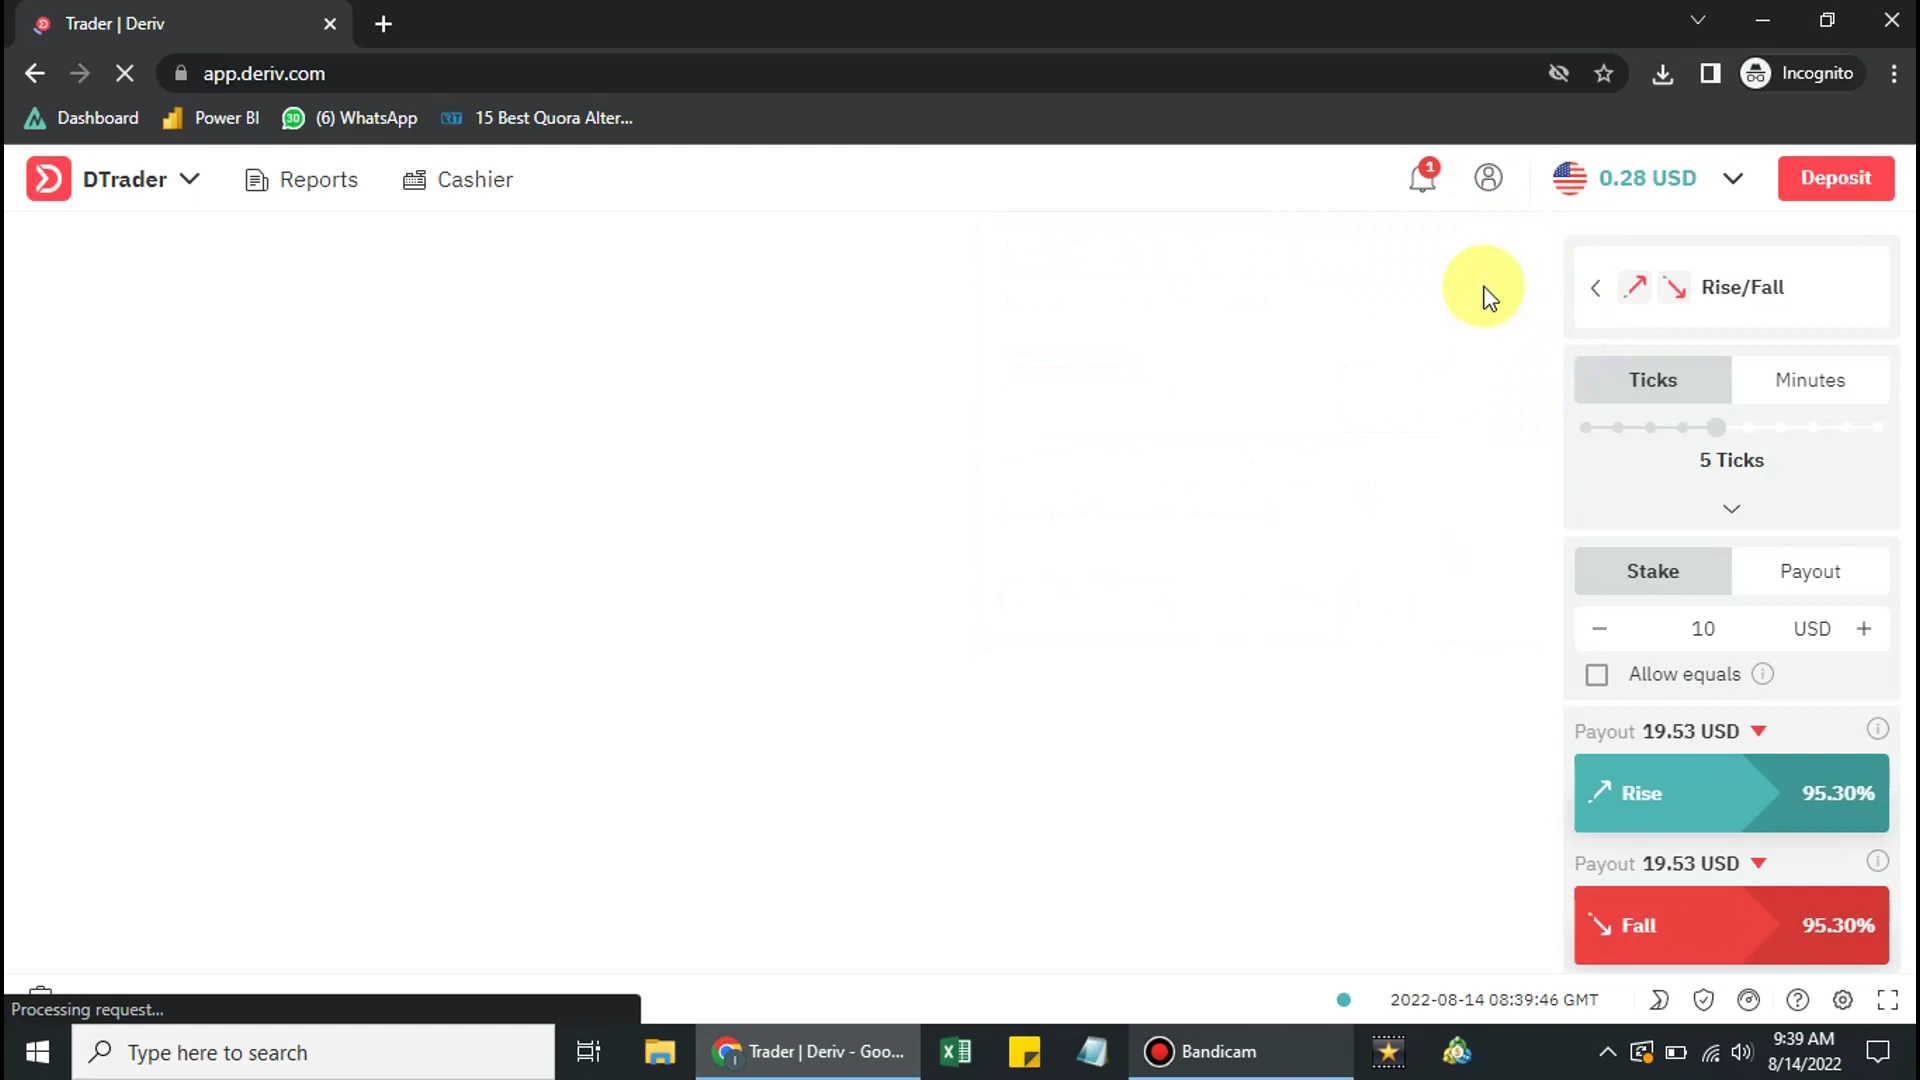 Trader | Deriv
app.deriv.com
Incognito
Dashboard
Power BI
30
(6) WhatsApp
RT
15 Best Quora Alter...
DTrader
Reports
Cashier
1
0.28 USD
Deposit
Rise/Fall
Ticks
Minutes
5 Ticks
Stake
Payout
10
USD
Allow equals
Payout 19.53 USD
Rise
95.30%
Payout 19.53 USD
Fall
95.30%
Processing request...
2022-08-14 08:39:46 GMT
Type here to search
Trader | Deriv - Goo...
Bandicam
9:39 AM
8/14/2022